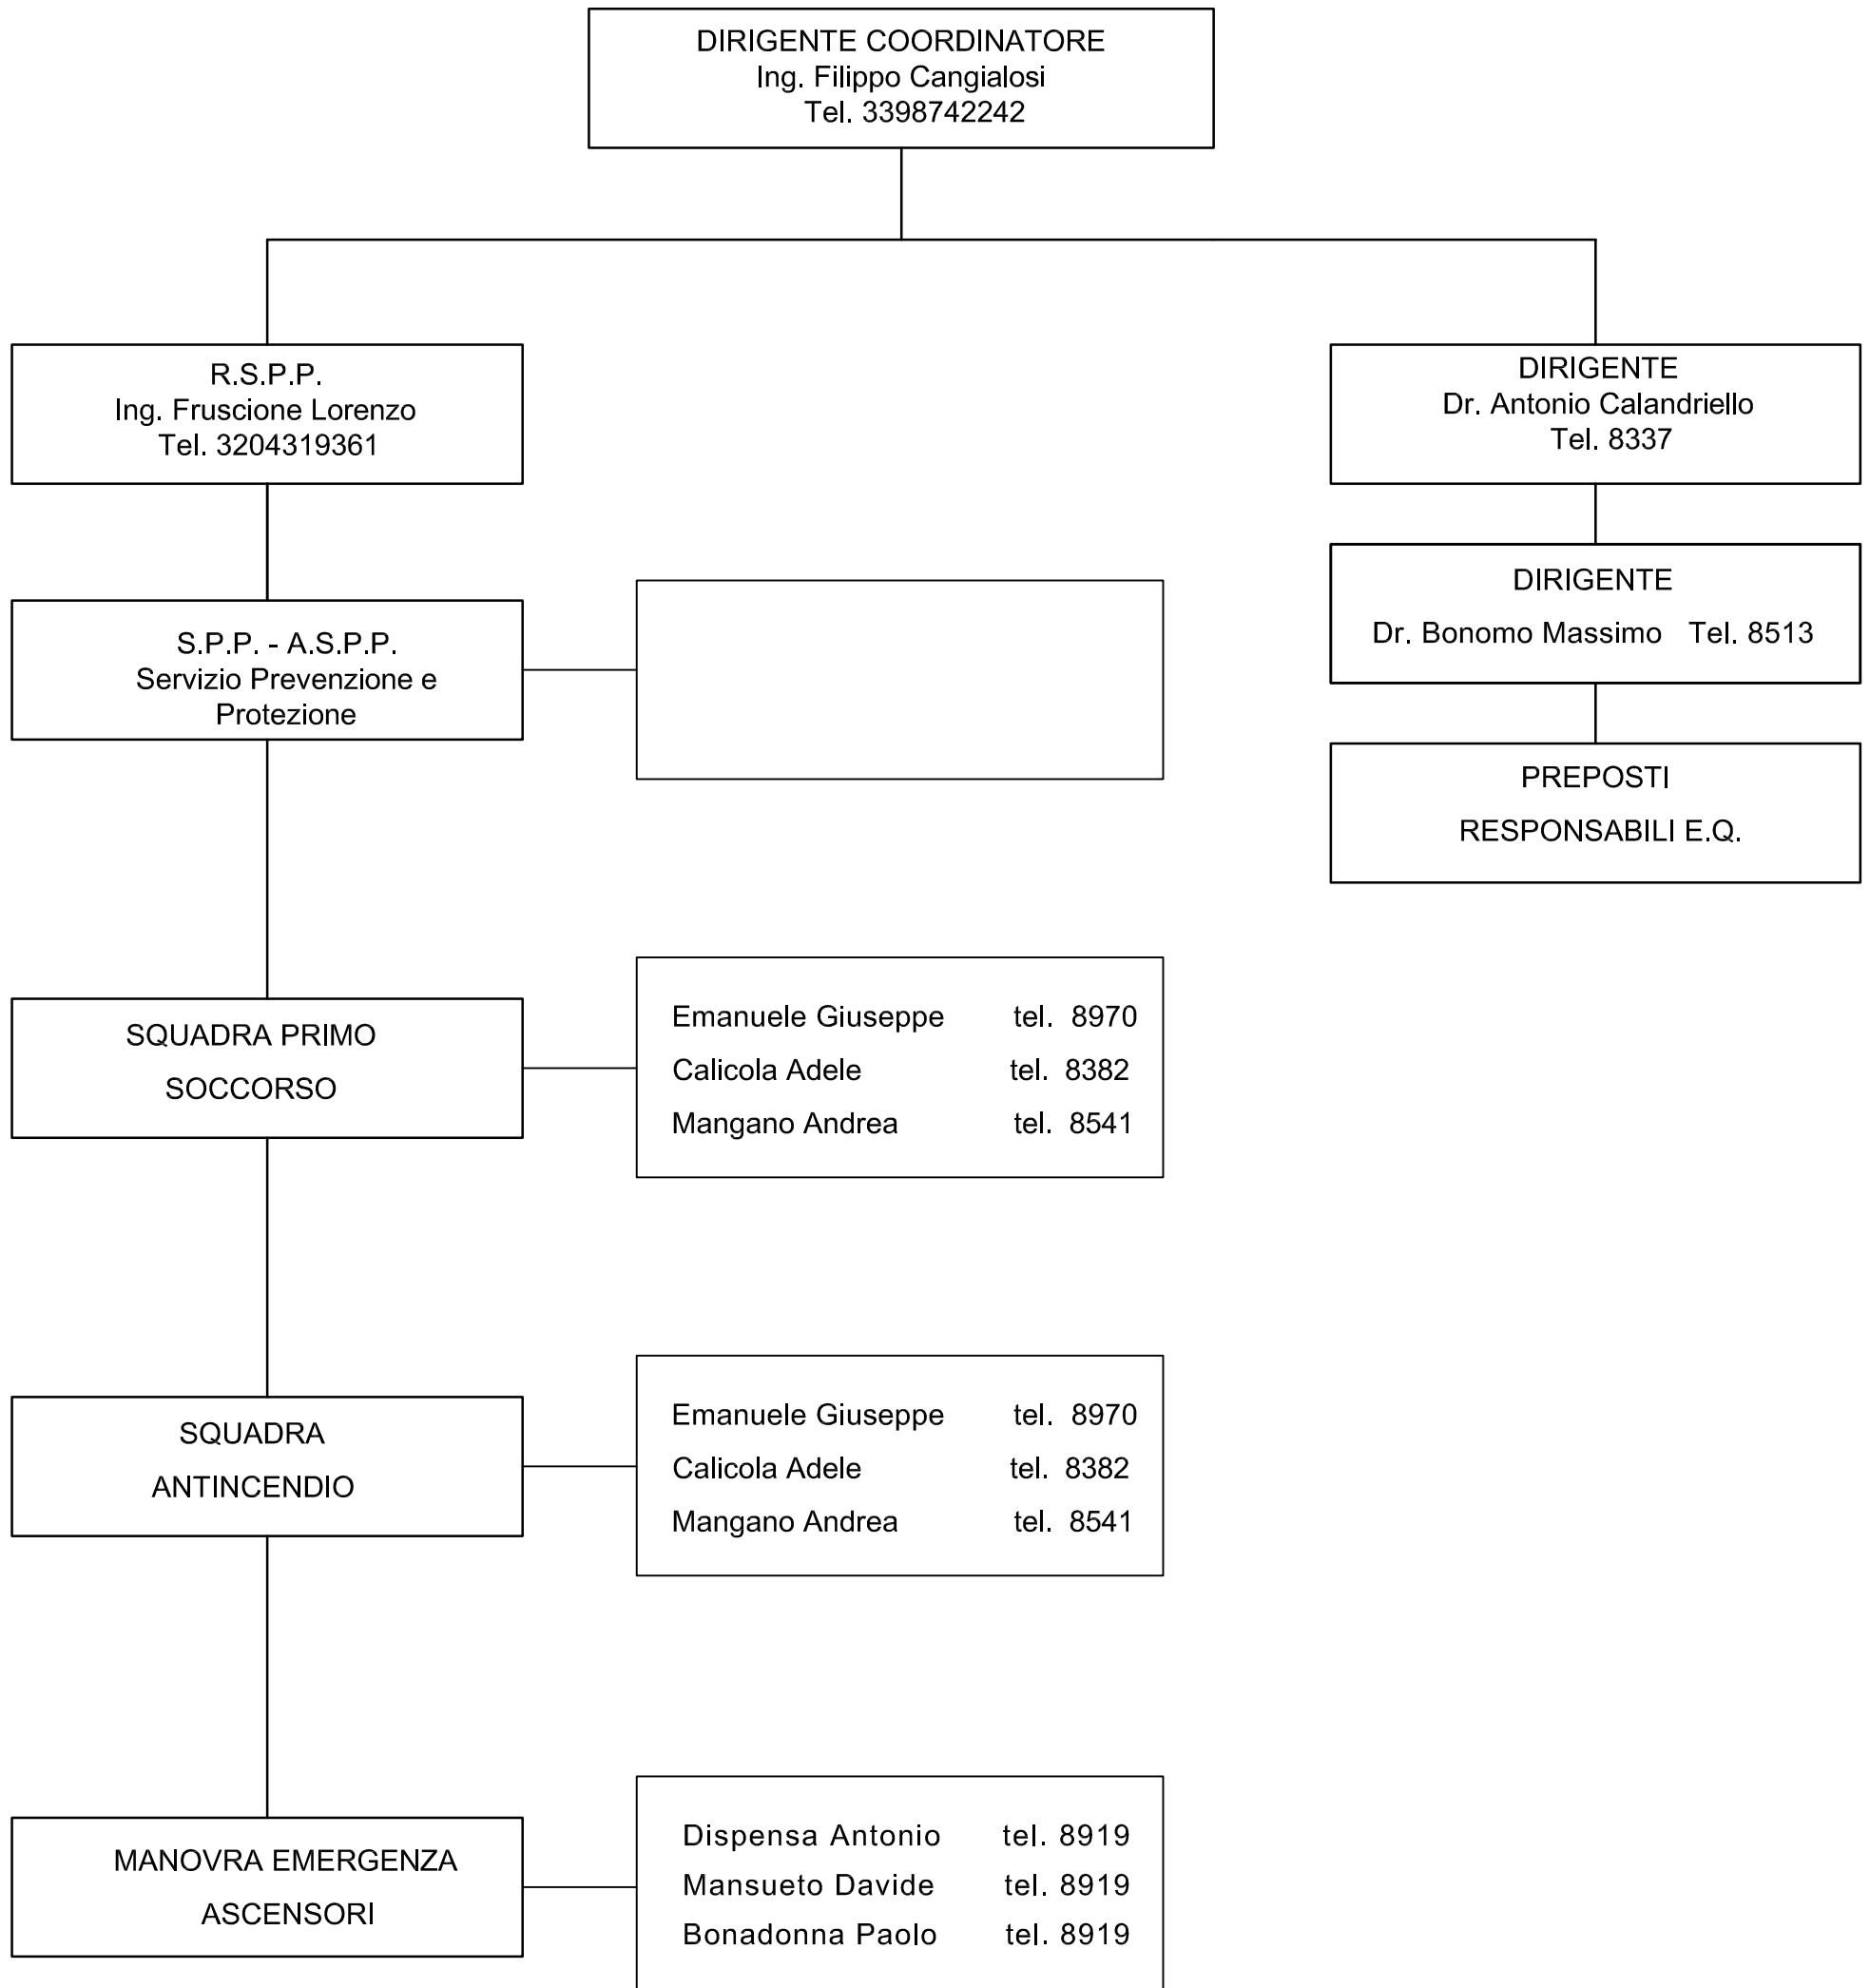 DIRIGENTE COORDINATORE
Ing. Filippo Cangialosi
Tel. 3398742242
R.S.P.P.
Ing. Fruscione Lorenzo
Tel. 3204319361
DIRIGENTE
Dr. Antonio Calandriello
Tel. 8337
DIRIGENTE
Dr. Bonomo Massimo Tel. 8513
S.P.P. - A.S.P.P.
Servizio Prevenzione e
Protezione
PREPOSTI
RESPONSABILI E.Q.
SQUADRA PRIMO
SOCCORSO
Emanuele Giuseppe tel. 8970
Calicola Adele tel. 8382
Mangano Andrea tel. 8541
SQUADRA
ANTINCENDIO
Emanuele Giuseppe tel. 8970
Calicola Adele tel. 8382
Mangano Andrea tel. 8541
MANOVRA EMERGENZA
ASCENSORI
Dispensa Antonio tel. 8919
Mansueto Davide tel. 8919
Bonadonna Paolo tel. 8919